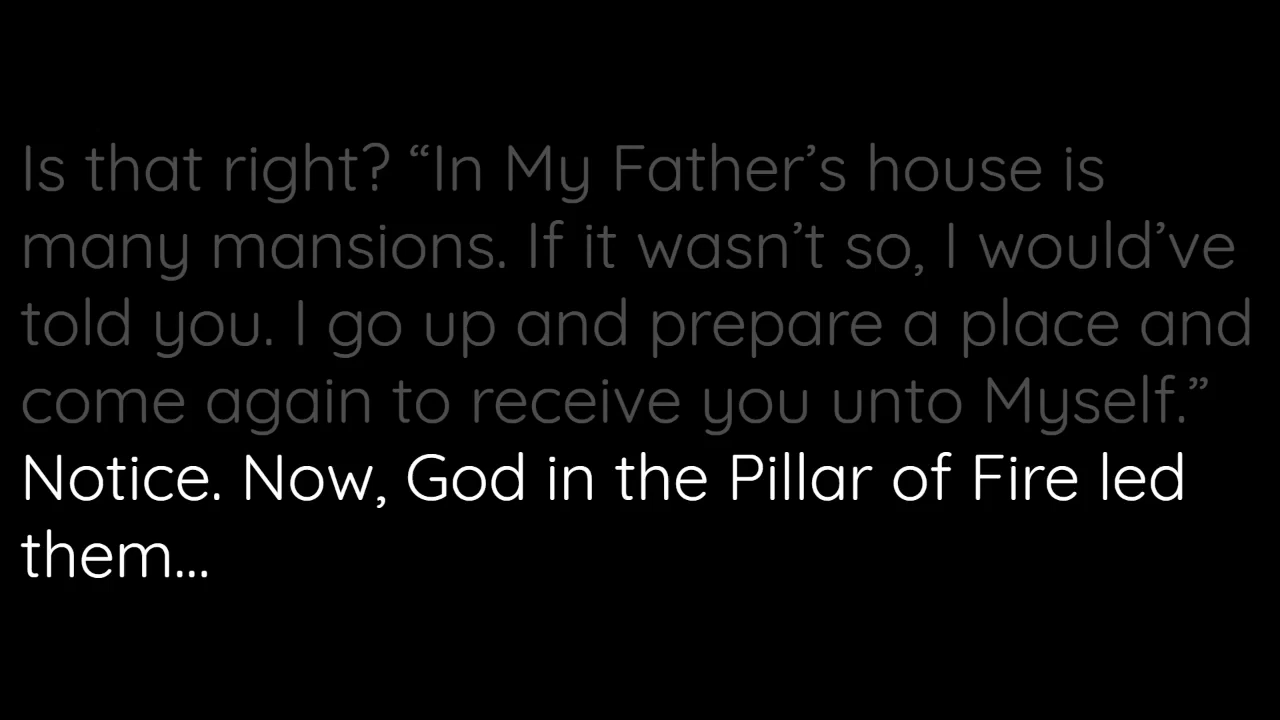 Is that right? “In My Father’s house is
many mansions. If it wasn’t so, I would’ve
told you. I go up and prepare a place and
come again to receive you unto Myself.”
Notice. Now, God in the Pillar of Fire led
them...